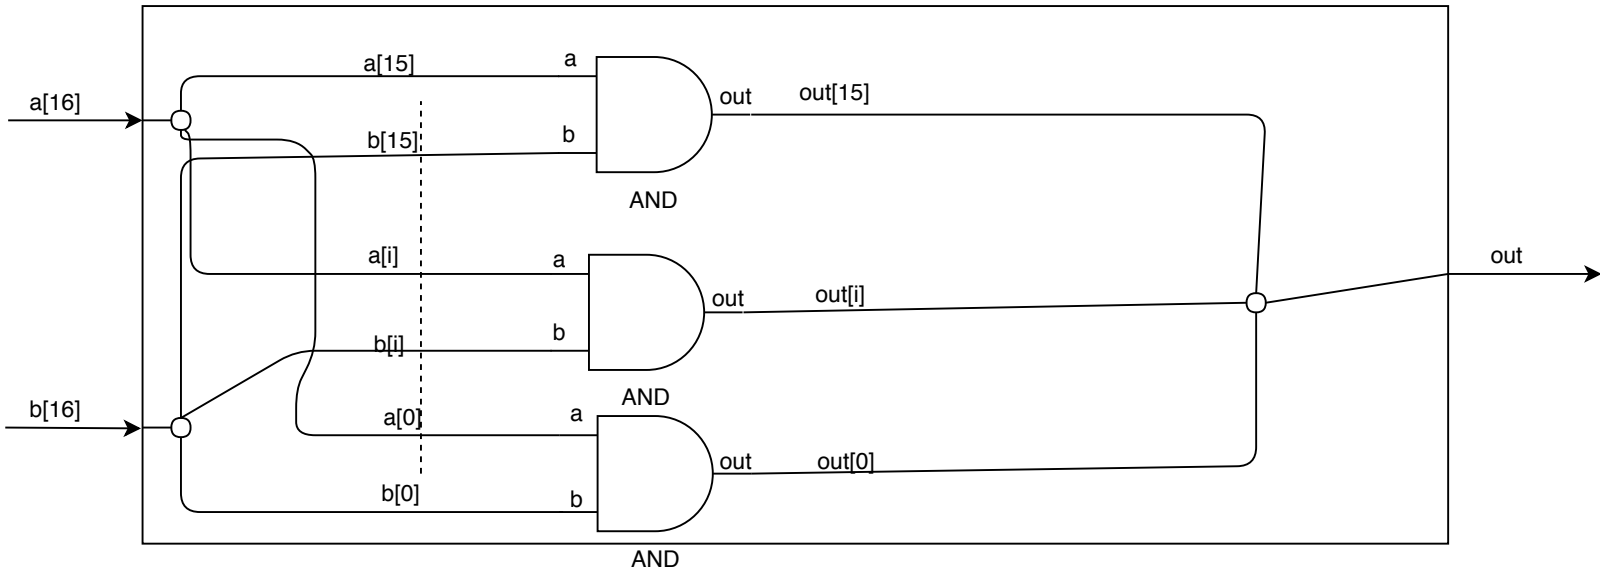 a[15]
a
a[16]
out
out[15]
b[15]
b
AND
a[i]
a
out
out
out[i]
b[i]
b
AND
b[16]
a[0]
a
out
out[0]
b[0]
b
AND